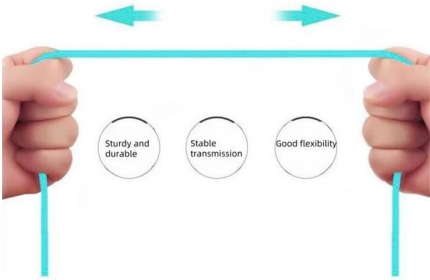 Sturdy and
durable
Stable
transmission
Good flexibility